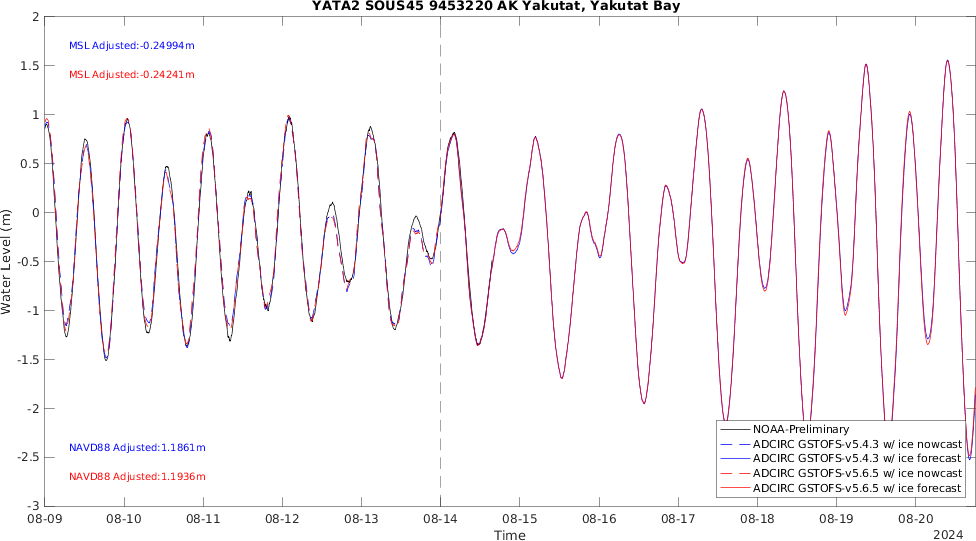 YATA2 SOUS45 9453220 AK Yakutat, Yakutat Bay
MSL Adjusted:-0.24994m
MSL Adjusted:-0.24241m
NAVD88 Adjusted:1.1861m
NAVD88 Adjusted:1.1936m
Water Level (m)
2
1.5
1
0.5
0
-0.5
-1
-1.5
-2
-2.5
-3
NOAA-Preliminary
ADCIRC GSTOFS-v5.4.3 w/ ice nowcast
ADCIRC GSTOFS-v5.4.3 w/ ice forecast
ADCIRC GSTOFS-v5.6.5 w/ ice nowcast
ADCIRC GSTOFS-v5.6.5 w/ ice forecast
08-09 08-10 08-11 08-12 08-13 08-14 08-15 08-16 08-17 08-18 08-19 08-20
Time
2024